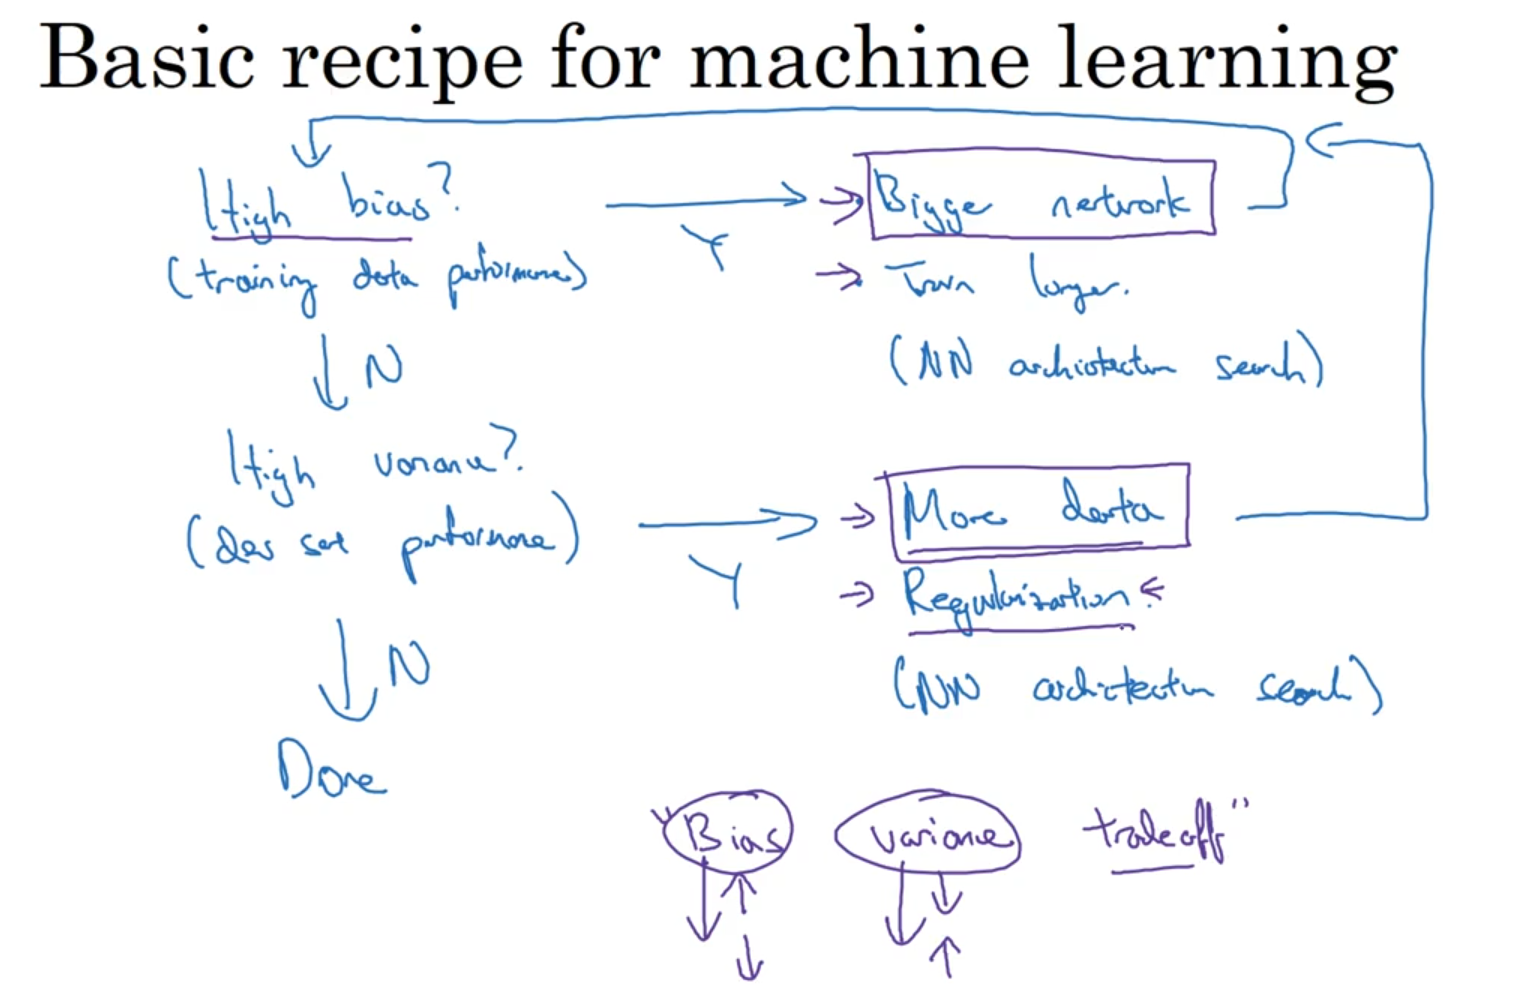 Basic recipe for machine learning
High bias?
(training data performance)
Y
Bigger network
Train longer.
(NN architecture search)
N
High variance?
(dev set performance)
Y
More data
Regularization.
(NN architecture search)
N
Done
"Bias variance tradeoff"